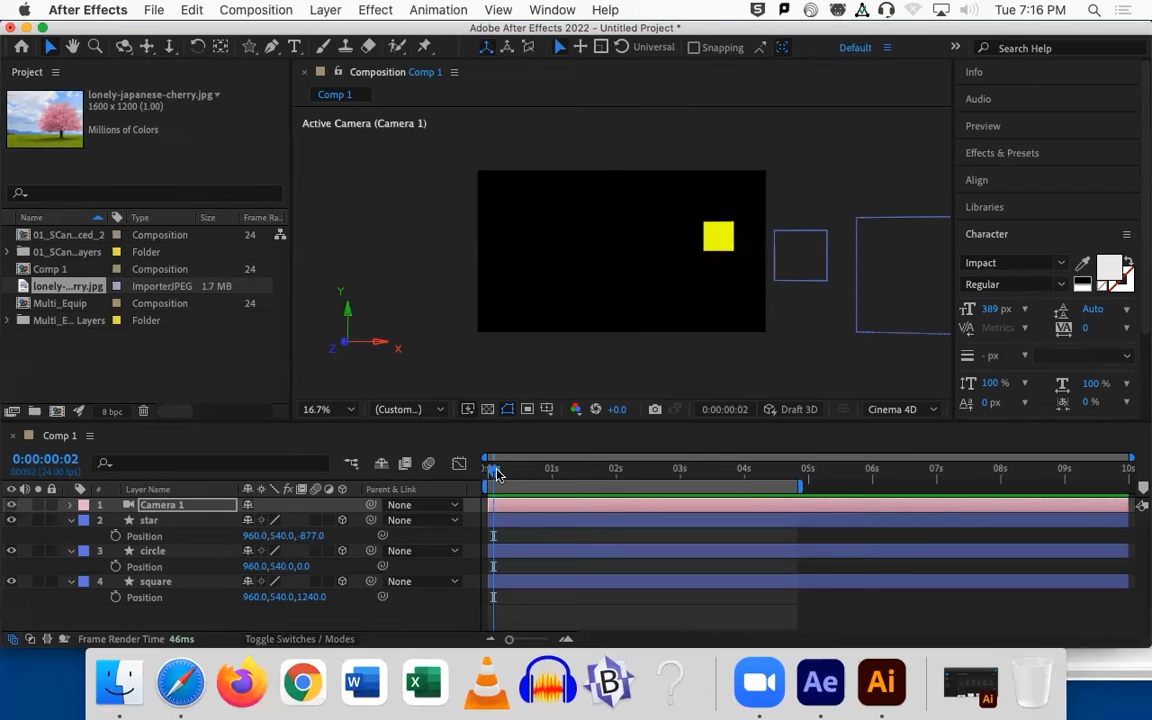 After Effects File Edit Composition Layer Effect Animation View Window Help Tue 7:16 PM
Adobe After Effects 2022 - Untitled Project *
Universal Snapping Default Search Help
Project
Composition Comp 1
Info
lonely-japanese-cherry.jpg
1600 x 1200 (1.00)
Millions of Colors
Comp 1
Audio
Active Camera (Camera 1)
Preview
Effects & Presets
Align
Libraries
Name Type Size Frame Ra...
01_SCan...ced_2 Composition 24
01_SCan...ayers Folder
Comp 1 Composition 24
lonely-...rry.jpg ImporterJPEG 1.7 MB
Multi_Equip Composition 24
Multi_E... Layers Folder
Y
Z X
Character
Impact
Regular
389 px Auto
Metrics 0
- px
100 % 100 %
0 px 0 %
8 bpc
16.7% (Custom...) +0.0 0:00:00:02 Draft 3D Cinema 4D
Comp 1
0:00:00:02
00002 (24.00 fps)
01s 02s 03s 04s 05s 06s 07s 08s 09s 10s
# Layer Name Parent & Link
1 Camera 1 None
2 star None
Position 960.0,540.0,-877.0
3 circle None
Position 960.0,540.0,0.0
4 square None
Position 960.0,540.0,1240.0
Frame Render Time 46ms Toggle Switches / Modes